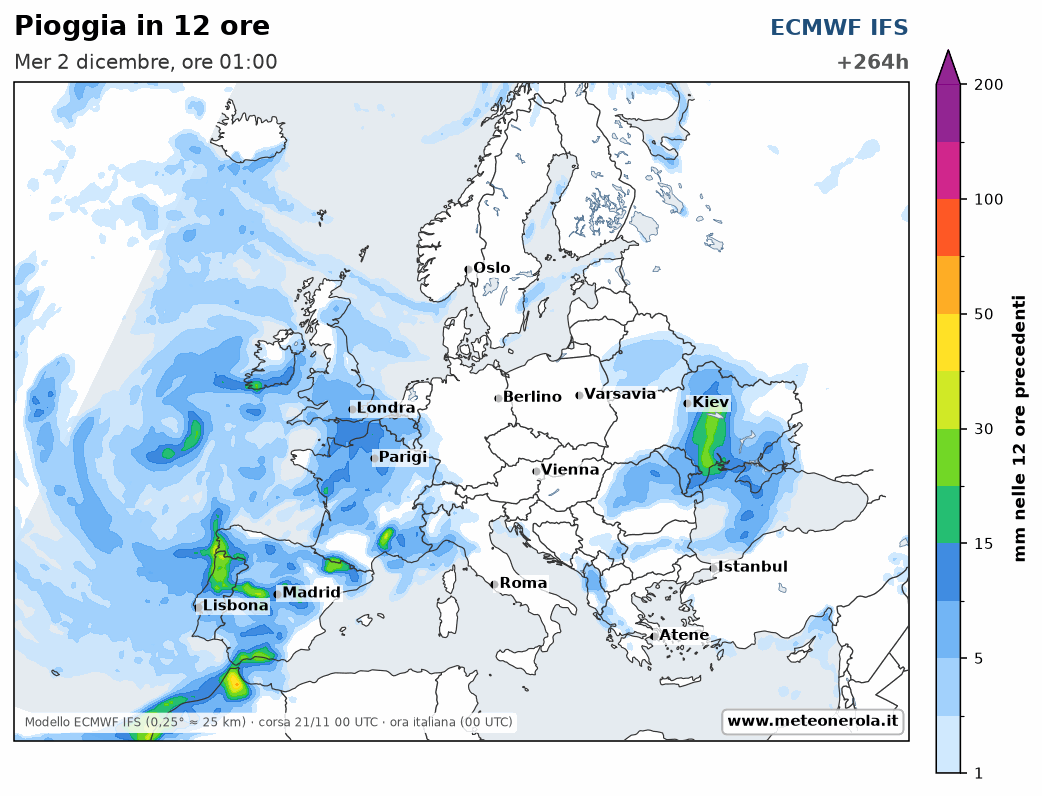 Pioggia in 12 ore
ECMWF IFS
Mer 2 dicembre, ore 01:00
+264h
200
100
50
30
15
5
1
mm nelle 12 ore precedenti
Oslo
Berlino
Varsavia
Kiev
Londra
Parigi
Vienna
Istanbul
Roma
Madrid
Lisbona
Atene
Modello ECMWF IFS (0,25° ≈ 25 km) · corsa 21/11 00 UTC · ora italiana (00 UTC)
www.meteonerola.it